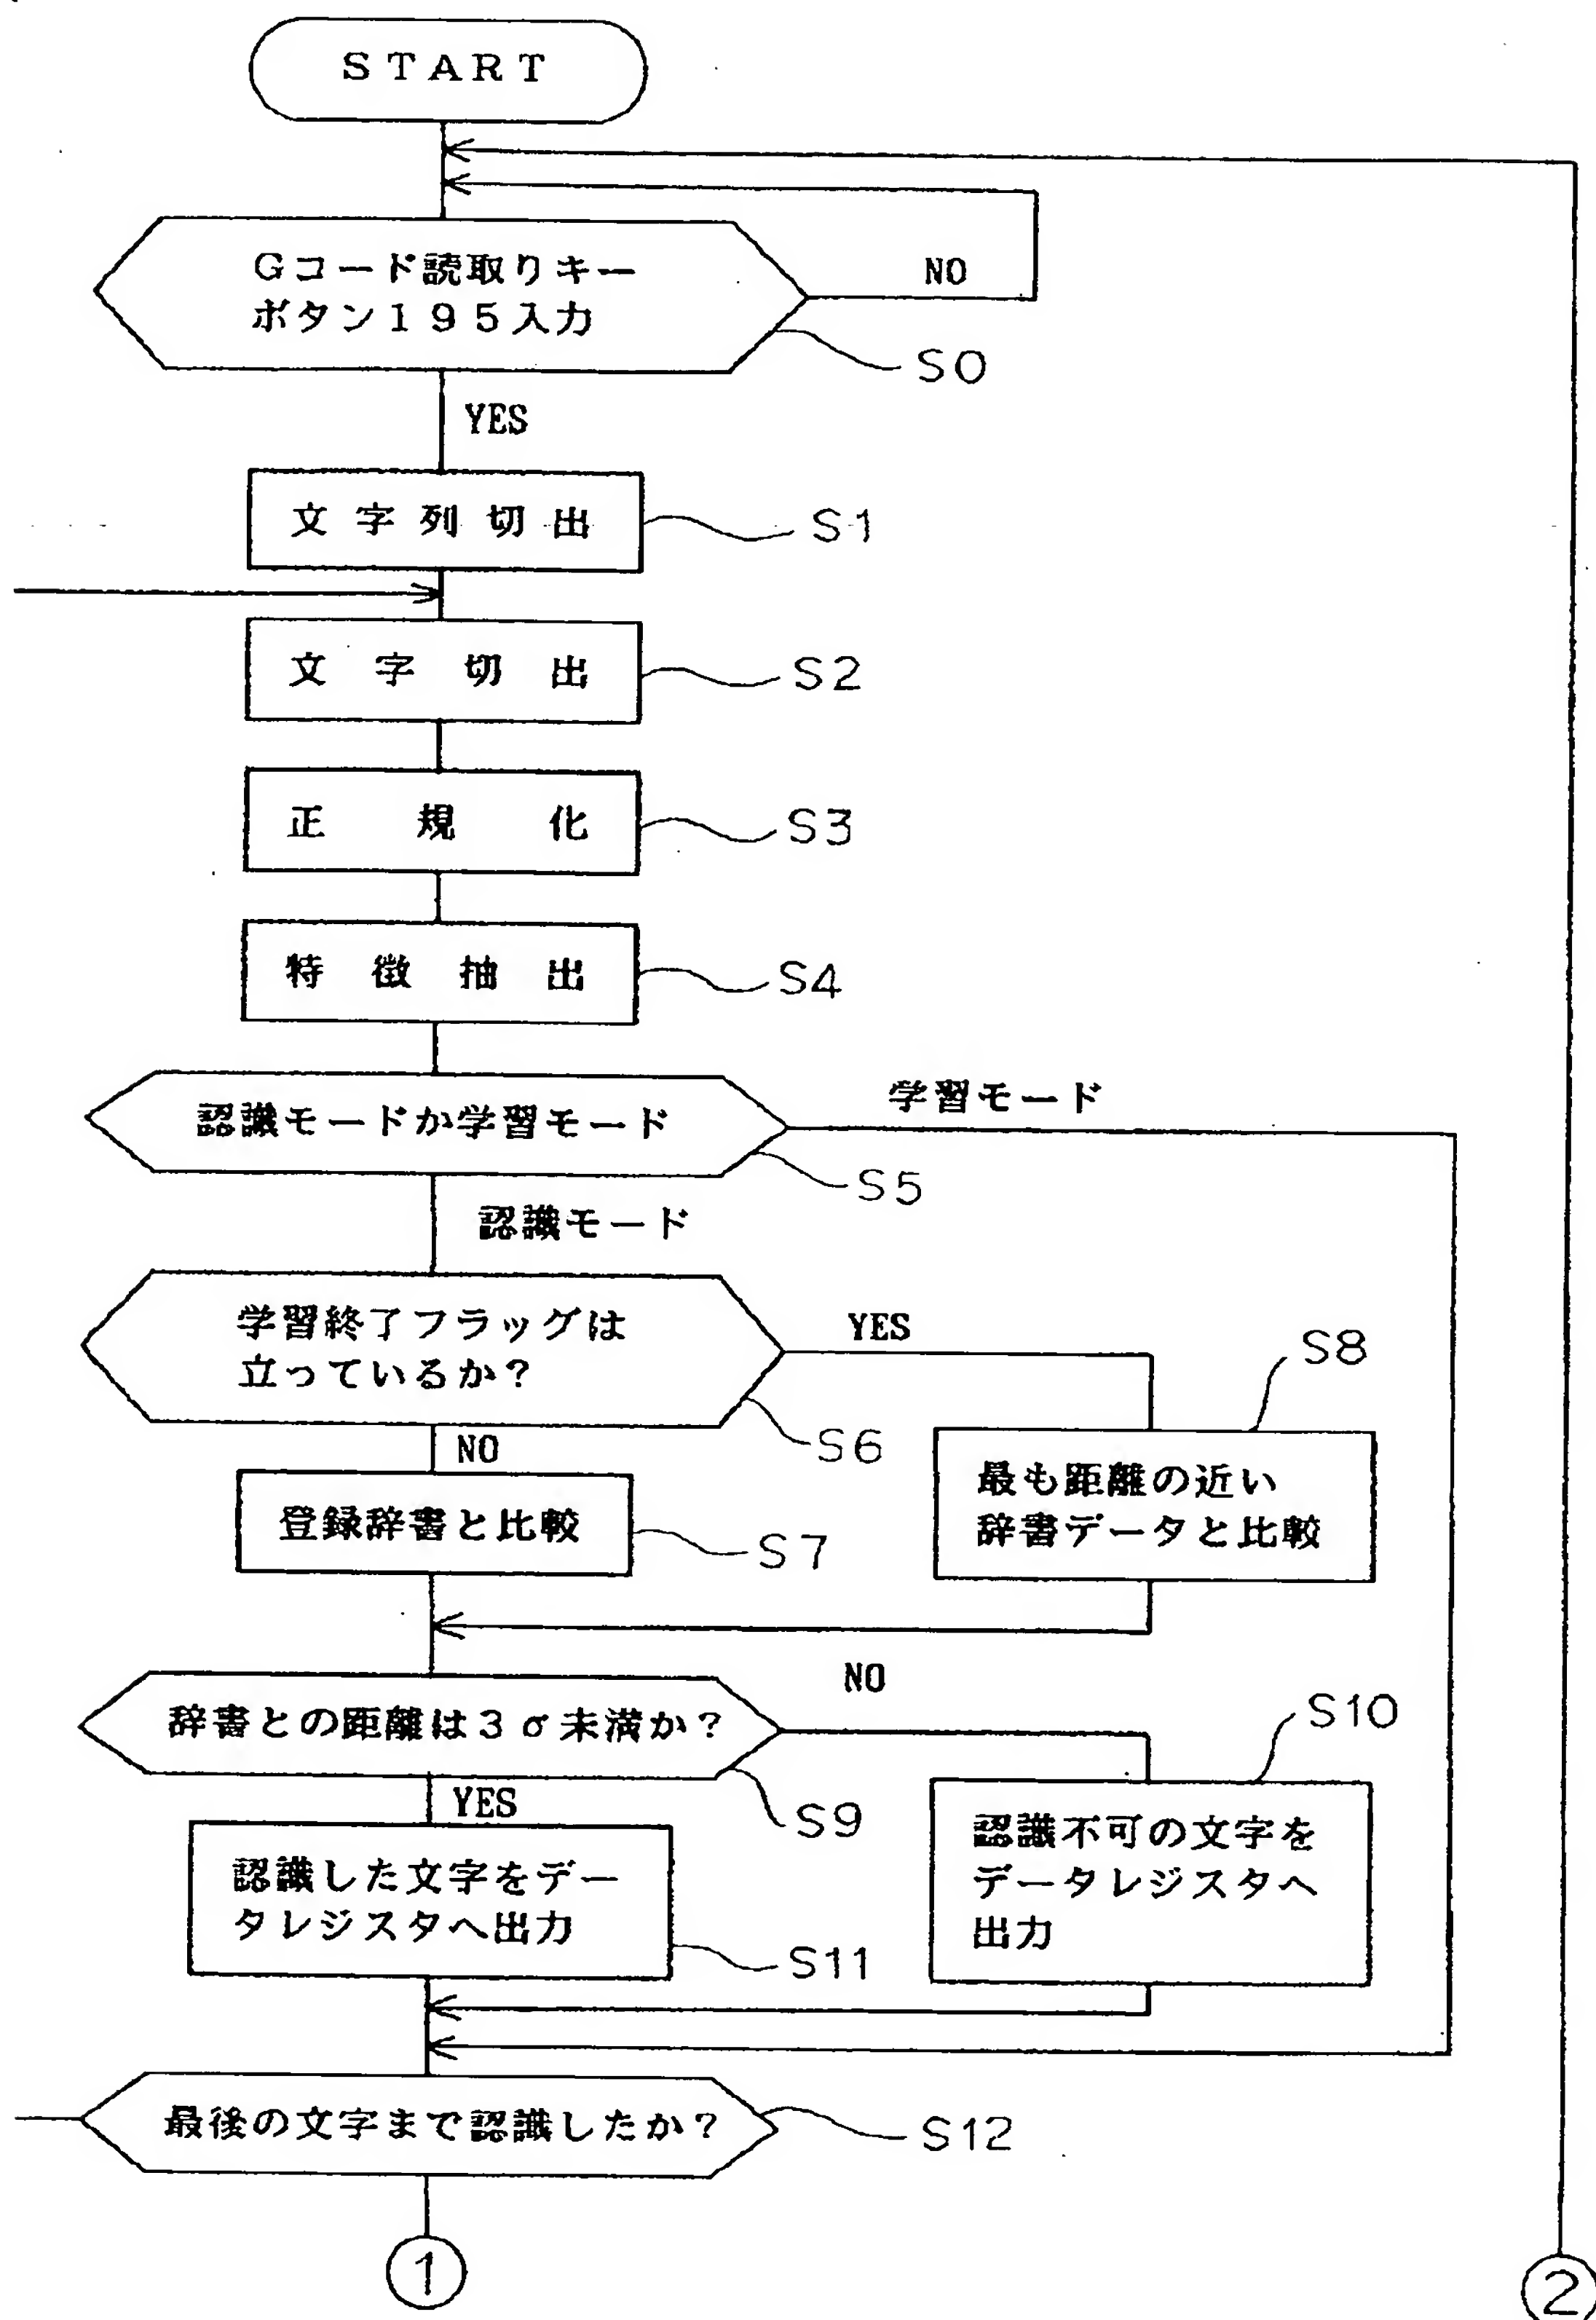 START
Gコード読取りキー
ボタン195入力
NO
S0
YES
文字列切出
S1
文字切出
S2
正規化
S3
特徴抽出
S4
認識モードか学習モード
学習モード
S5
認識モード
学習終了フラッグは
立っているか?
YES
S6
NO
S8
最も距離の近い
辞書データと比較
登録辞書と比較
S7
辞書との距離は3σ未満か?
NO
S9
YES
S10
認識不可の文字を
データレジスタへ
出力
認識した文字をデー
タレジスタへ出力
S11
最後の文字まで認識したか?
S12
1
2